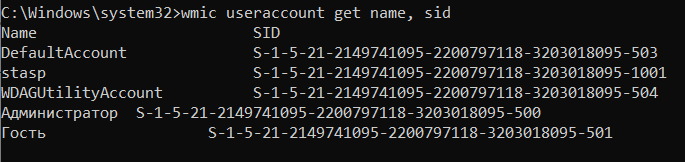 C:\Windows\system32>wmic useraccount get name, sid
Name SID
DefaultAccount S-1-5-21-2149741095-2200797118-3203018095-503
stasp S-1-5-21-2149741095-2200797118-3203018095-1001
WDAGUtilityAccount S-1-5-21-2149741095-2200797118-3203018095-504
Администратор S-1-5-21-2149741095-2200797118-3203018095-500
Гость S-1-5-21-2149741095-2200797118-3203018095-501